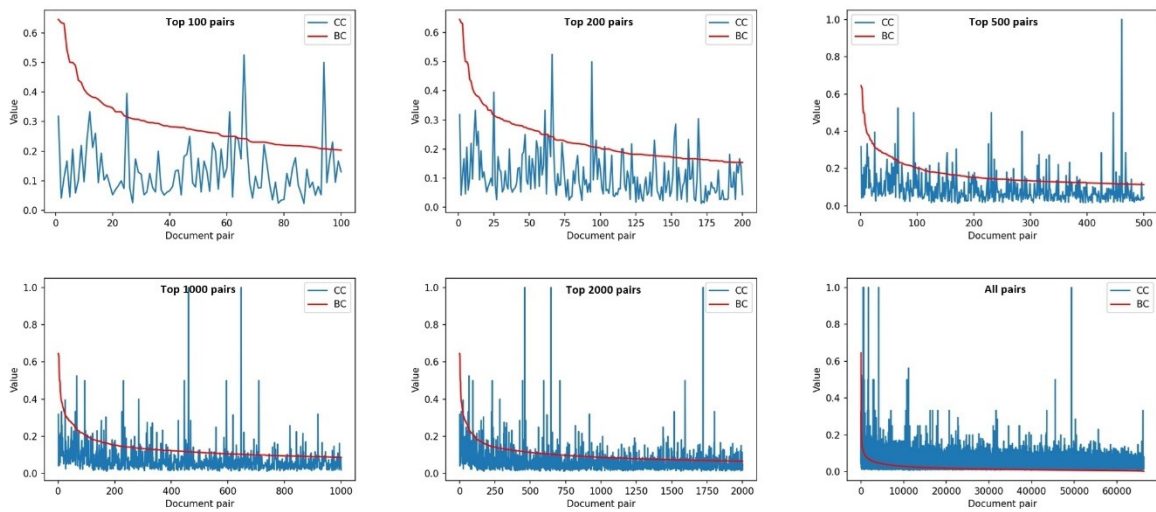 Top 100 pairs
CC
BC
0.6
0.5
0.4
0.3
0.2
0.1
0.0
Value
0
20
40
60
80
100
Document pair
Top 200 pairs
CC
BC
0.6
0.5
0.4
0.3
0.2
0.1
0.0
Value
0
25
50
75
100
125
150
175
200
Document pair
Top 500 pairs
CC
BC
1.0
0.8
0.6
0.4
0.2
0.0
Value
0
100
200
300
400
500
Document pair
Top 1000 pairs
CC
BC
1.0
0.8
0.6
0.4
0.2
0.0
Value
0
200
400
600
800
1000
Document pair
Top 2000 pairs
CC
BC
1.0
0.8
0.6
0.4
0.2
0.0
Value
0
250
500
750
1000
1250
1500
1750
2000
Document pair
All pairs
CC
BC
1.0
0.8
0.6
0.4
0.2
0.0
Value
0
10000
20000
30000
40000
50000
60000
Document pair